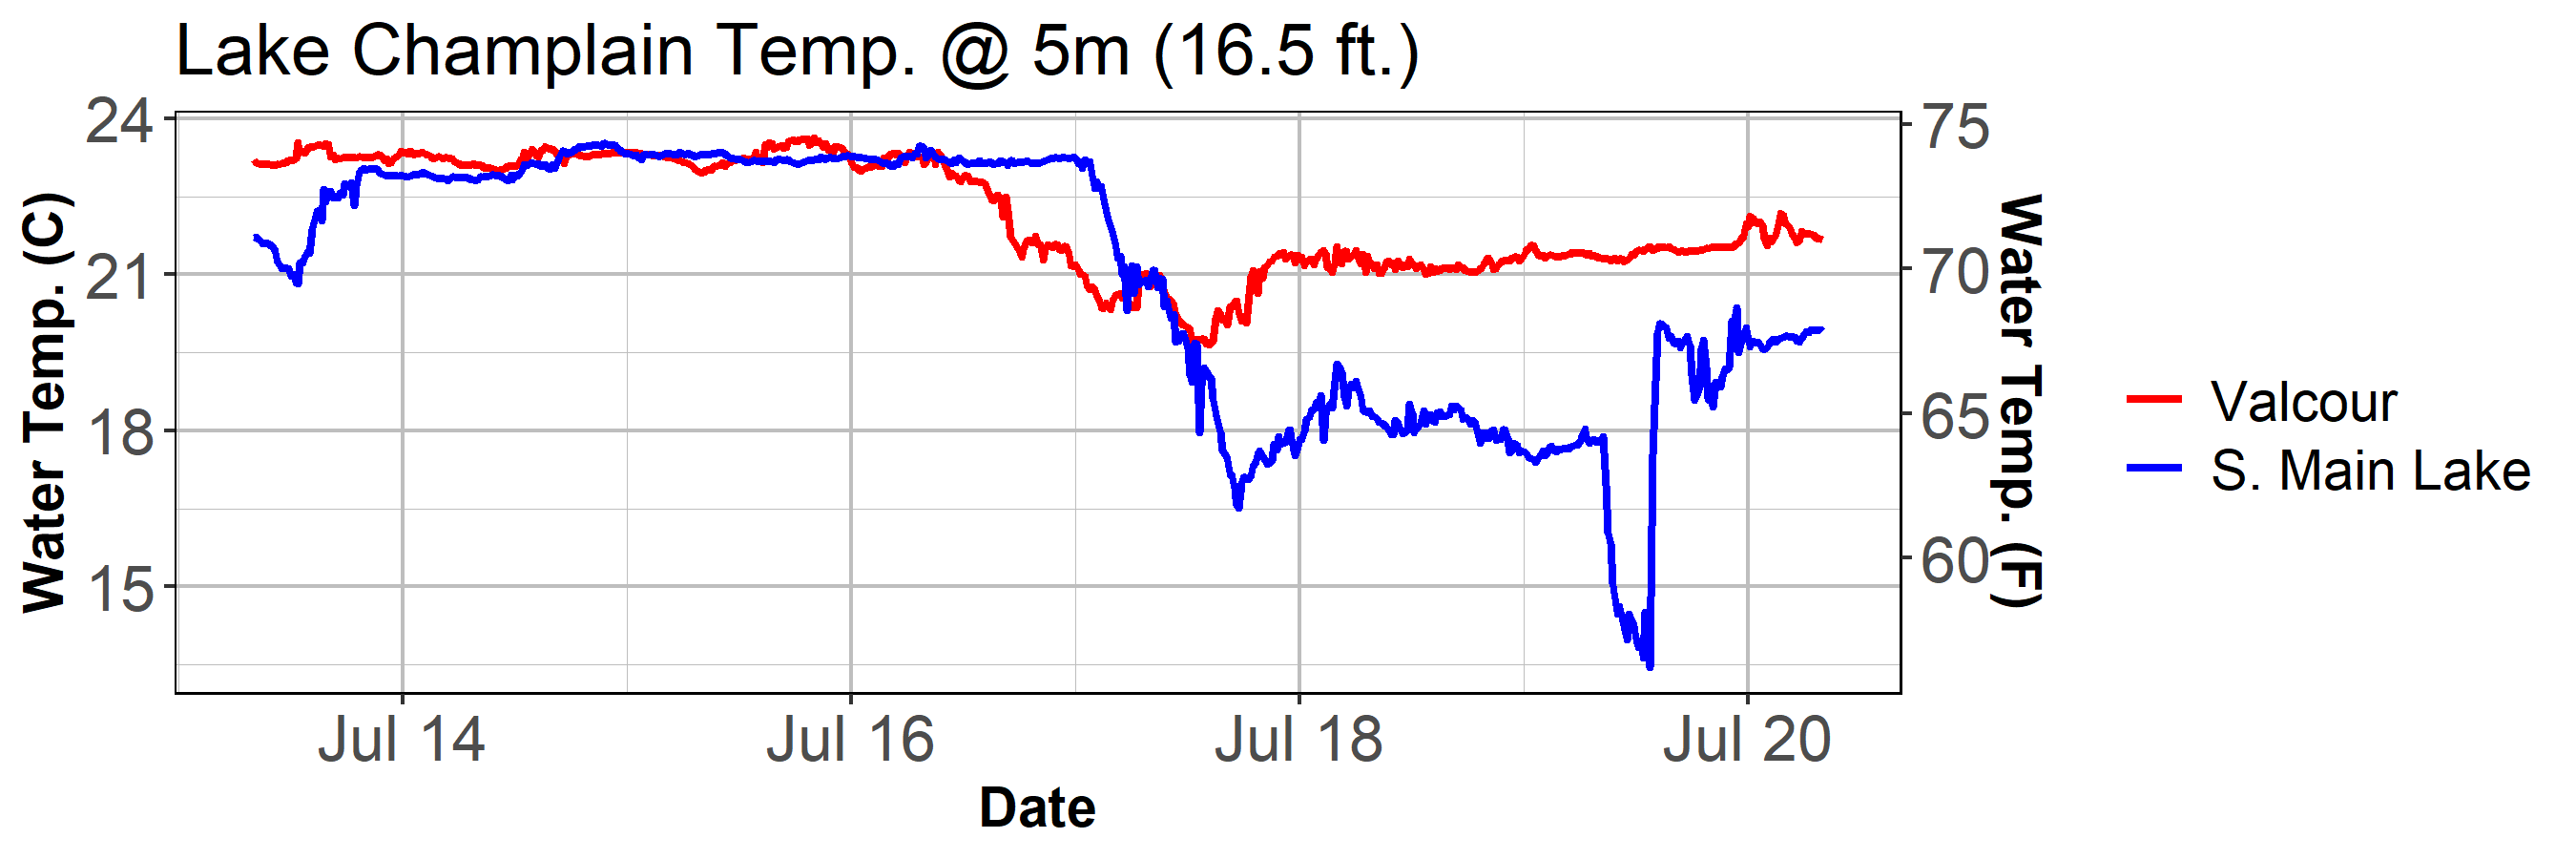 Lake Champlain Temp. @ 5m (16.5 ft.)
Water Temp. (C)
24
21
18
15
75
70
65
60
Water Temp. (F)
Jul 14 Jul 16 Jul 18 Jul 20
Date
Valcour
S. Main Lake